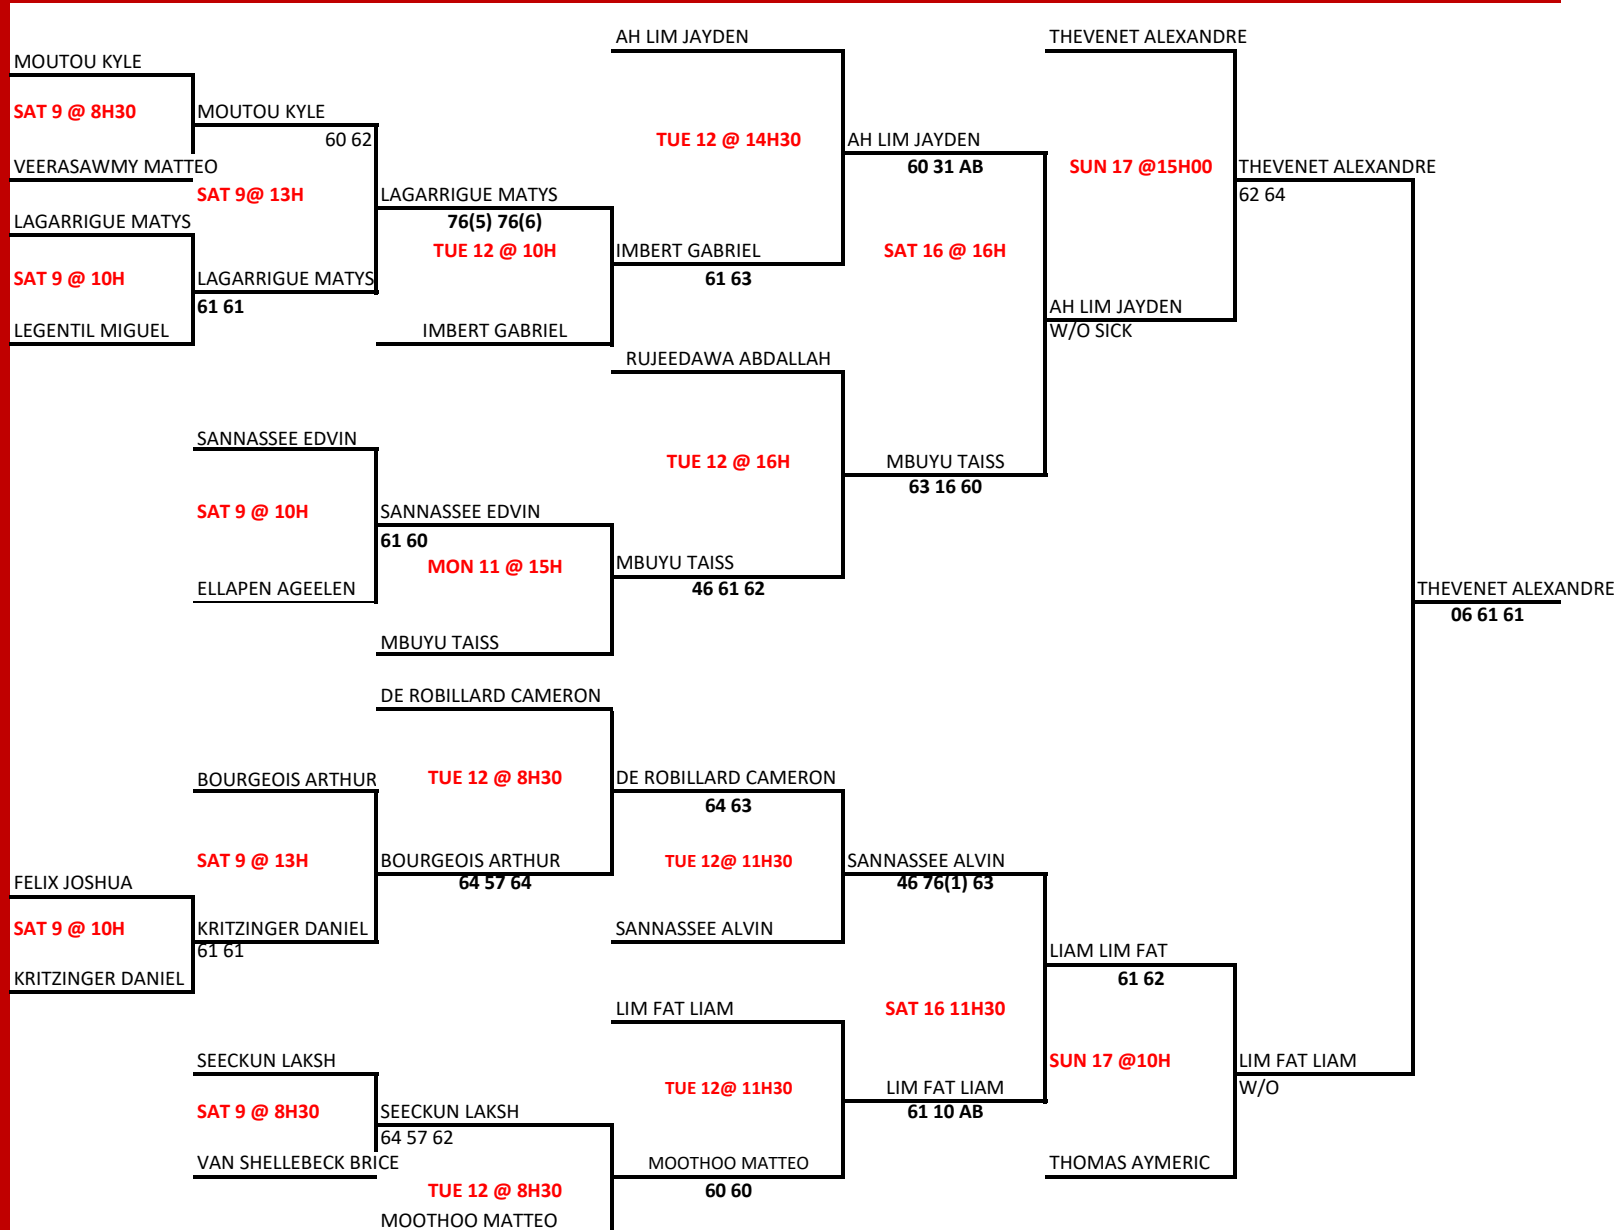 AH LIM JAYDEN
THEVENET ALEXANDRE
MOUTOU KYLE
SAT 9 @ 8H30
MOUTOU KYLE
60 62
TUE 12 @ 14H30
AH LIM JAYDEN
60 31 AB
SUN 17 @15H00
THEVENET ALEXANDRE
62 64
VEERASAWMY MATTEO
SAT 9@ 13H
LAGARRIGUE MATYS
76(5) 76(6)
LAGARRIGUE MATYS
TUE 12 @ 10H
IMBERT GABRIEL
61 63
SAT 16 @ 16H
SAT 9 @ 10H
LAGARRIGUE MATYS
61 61
AH LIM JAYDEN
W/O SICK
LEGENTIL MIGUEL
IMBERT GABRIEL
RUJEEDAWA ABDALLAH
SANNASSEE EDVIN
TUE 12 @ 16H
MBUYU TAISS
63 16 60
SAT 9 @ 10H
SANNASSEE EDVIN
61 60
MON 11 @ 15H
MBUYU TAISS
46 61 62
ELLAPEN AGEELEN
THEVENET ALEXANDRE
06 61 61
MBUYU TAISS
DE ROBILLARD CAMERON
BOURGEOIS ARTHUR
TUE 12 @ 8H30
DE ROBILLARD CAMERON
64 63
SAT 9 @ 13H
BOURGEOIS ARTHUR
64 57 64
TUE 12@ 11H30
SANNASSEE ALVIN
46 76(1) 63
FELIX JOSHUA
SAT 9 @ 10H
KRITZINGER DANIEL
61 61
SANNASSEE ALVIN
LIAM LIM FAT
61 62
KRITZINGER DANIEL
LIM FAT LIAM
SAT 16 11H30
SEECKUN LAKSH
SUN 17 @10H
LIM FAT LIAM
W/O
TUE 12@ 11H30
LIM FAT LIAM
61 10 AB
SAT 9 @ 8H30
SEECKUN LAKSH
64 57 62
VAN SHELLEBECK BRICE
MOOTHOO MATTEO
60 60
THOMAS AYMERIC
TUE 12 @ 8H30
MOOTHOO MATTEO